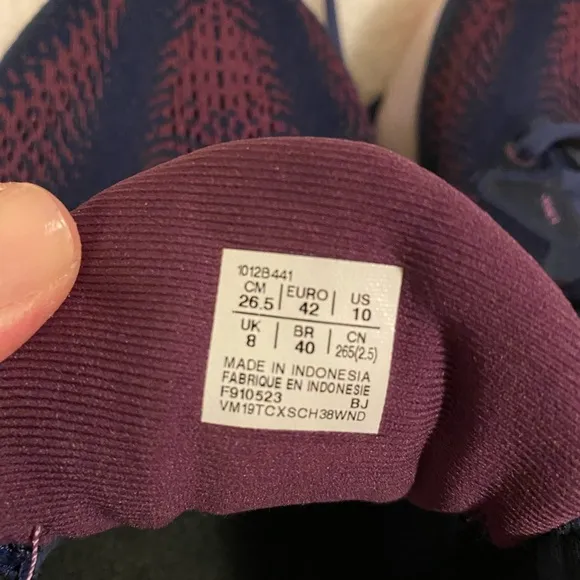 1012B441
CM EURO US
26.5 42 10
UK BR CN
8 40 265(2.5)
MADE IN INDONESIA
FABRIQUE EN INDONESIE
F910523 BJ
VM19TCXSCH38WND